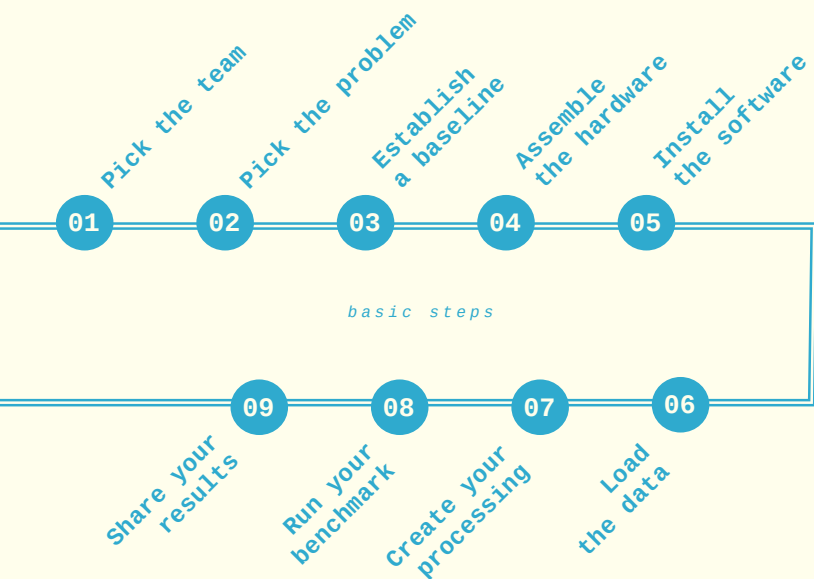 Pick the team
Pick the problem
Establish
a baseline
Assemble
the hardware
Install
the software
01
02
03
04
05
basic steps
09
08
07
06
Share your
results
Run your
benchmark
Create your
processing
Load
the data